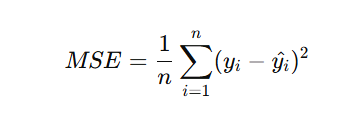 MSE = \frac{1}{n} \sum_{i=1}^{n} (y_i - \hat{y}_i)^2